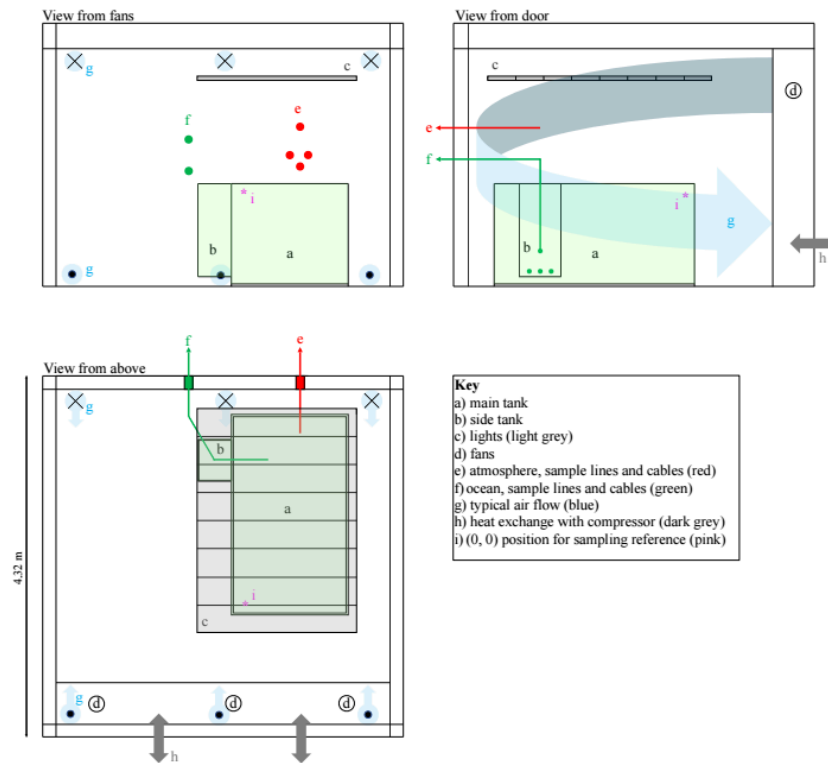 View from fans
g
c
f
e
i
b
a
g
View from door
c
d
e
f
i
b
a
g
h
f
e
View from above
g
b
a
i
c
4.32 m
g
d
d
d
h
Key
a) main tank
b) side tank
c) lights (light grey)
d) fans
e) atmosphere, sample lines and cables (red)
f) ocean, sample lines and cables (green)
g) typical air flow (blue)
h) heat exchange with compressor (dark grey)
i) (0, 0) position for sampling reference (pink)